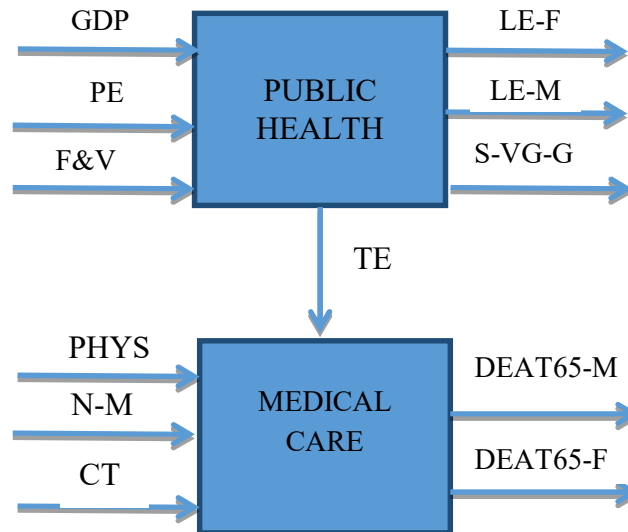 GDP
PE
F&V
PUBLIC
HEALTH
LE-F
LE-M
S-VG-G
TE
PHYS
N-M
CT
MEDICAL
CARE
DEAT65-M
DEAT65-F